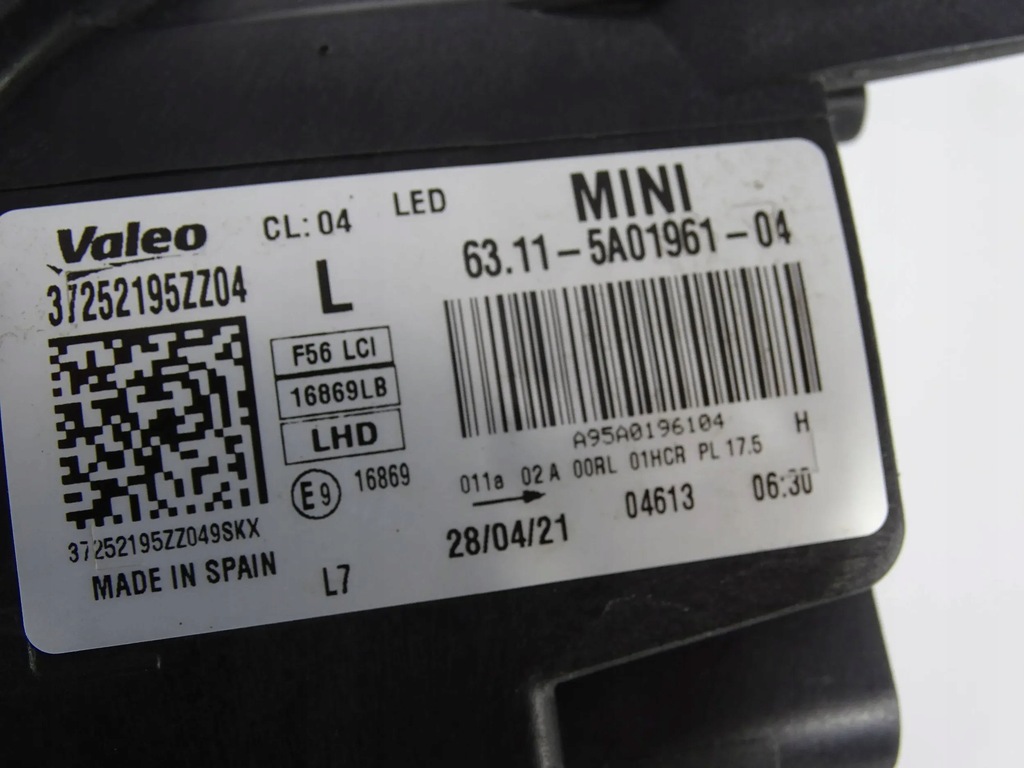 Valeo CL: 04 LED MINI
37252195ZZ04 L 63.11-5A01961-04
F56 LCI
16869LB
LHD
E9 16869
A95A0196104 H
011a 02 A 00RL 01HCR PL 17.5
37252195ZZ049SKX 28/04/21 04613 06:30
MADE IN SPAIN L7